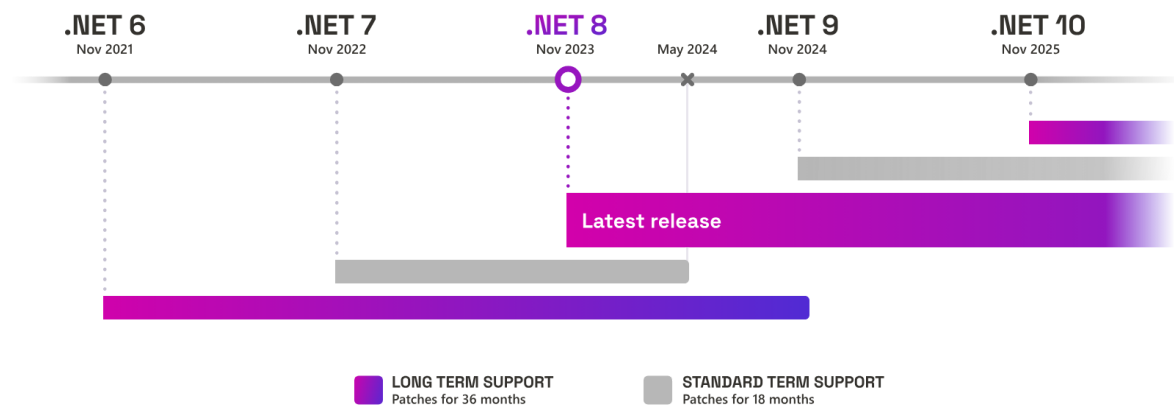 .NET 6
Nov 2021
.NET 7
Nov 2022
.NET 8
Nov 2023
May 2024
.NET 9
Nov 2024
.NET 10
Nov 2025
Latest release
LONG TERM SUPPORT
Patches for 36 months
STANDARD TERM SUPPORT
Patches for 18 months